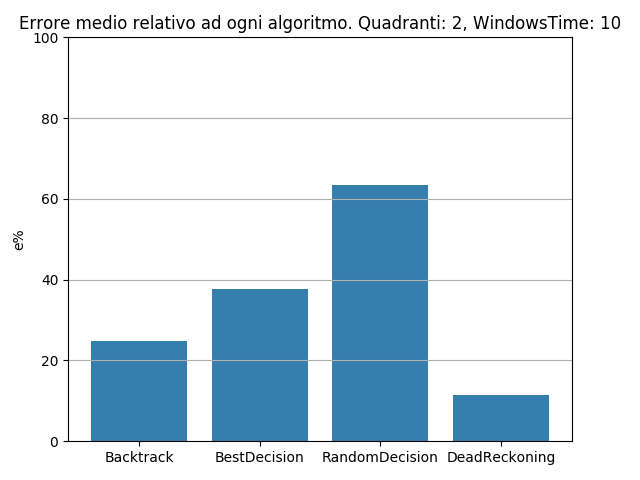 Errore medio relativo ad ogni algoritmo. Quadranti: 2, WindowsTime: 10
100
80
60
40
20
0
e%
Backtrack
BestDecision
RandomDecision
DeadReckoning